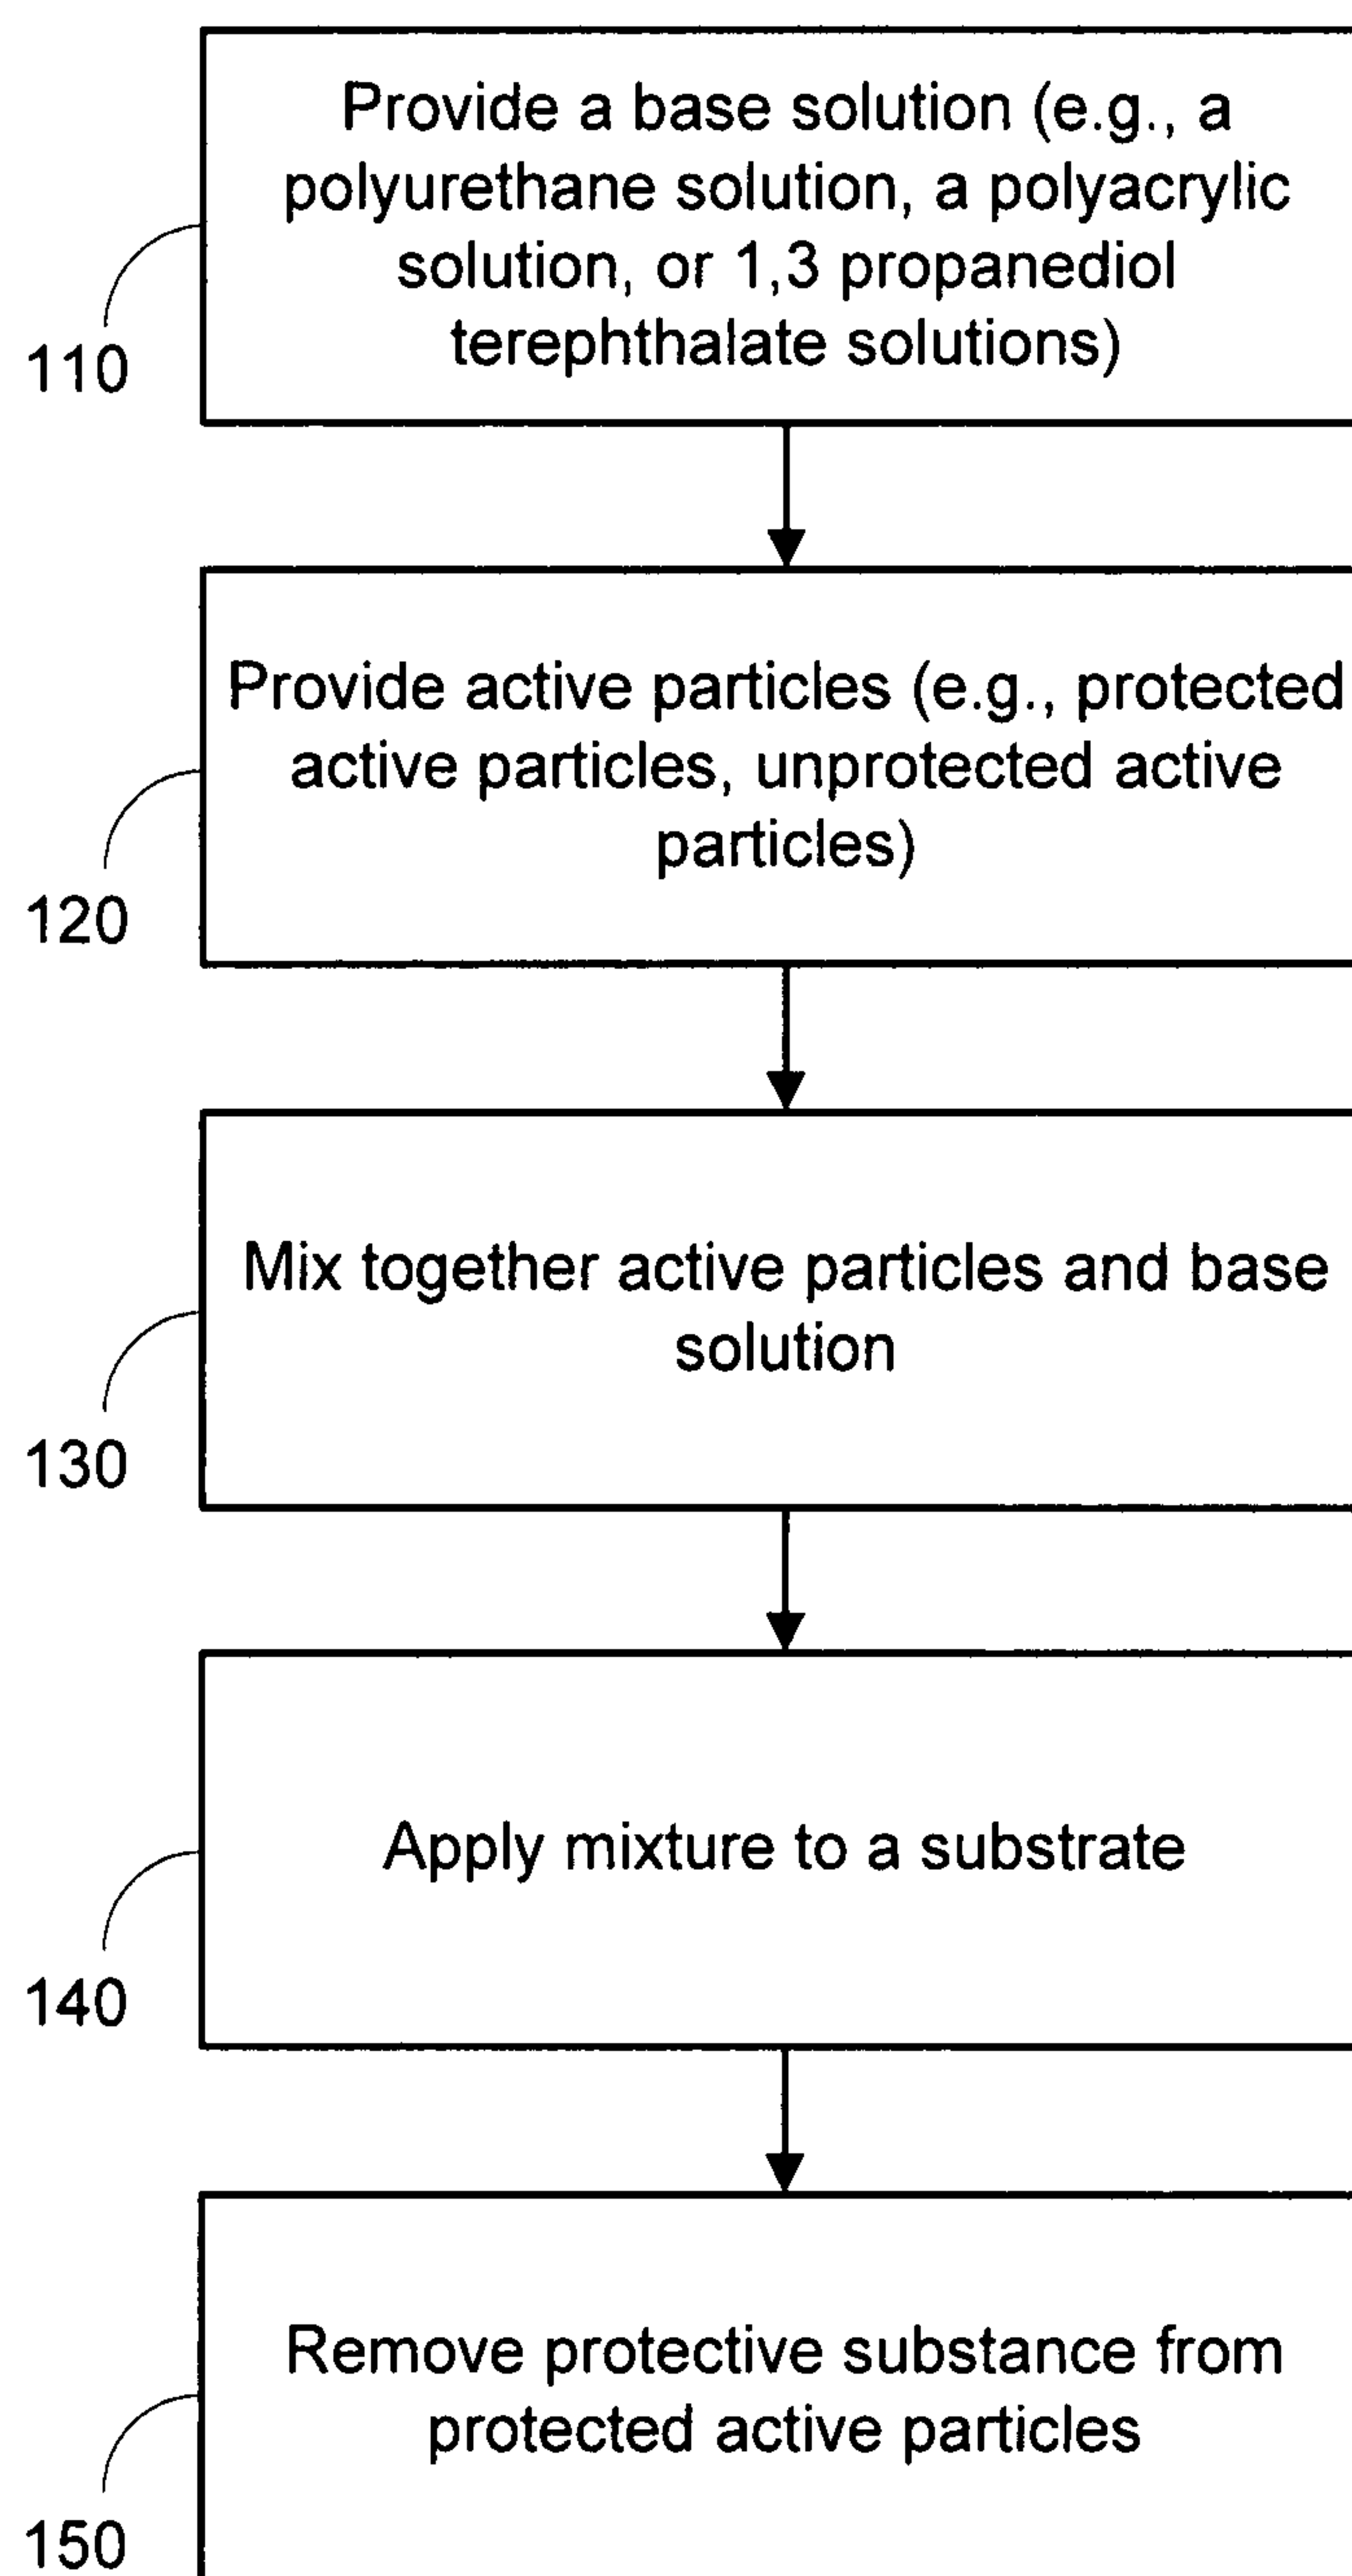 Provide a base solution (e.g., a
polyurethane solution, a polyacrylic
solution, or 1,3 propanediol
terephthalate solutions)
110
Provide active particles (e.g., protected
active particles, unprotected active
particles)
120
Mix together active particles and base
solution
130
Apply mixture to a substrate
140
Remove protective substance from
protected active particles
150